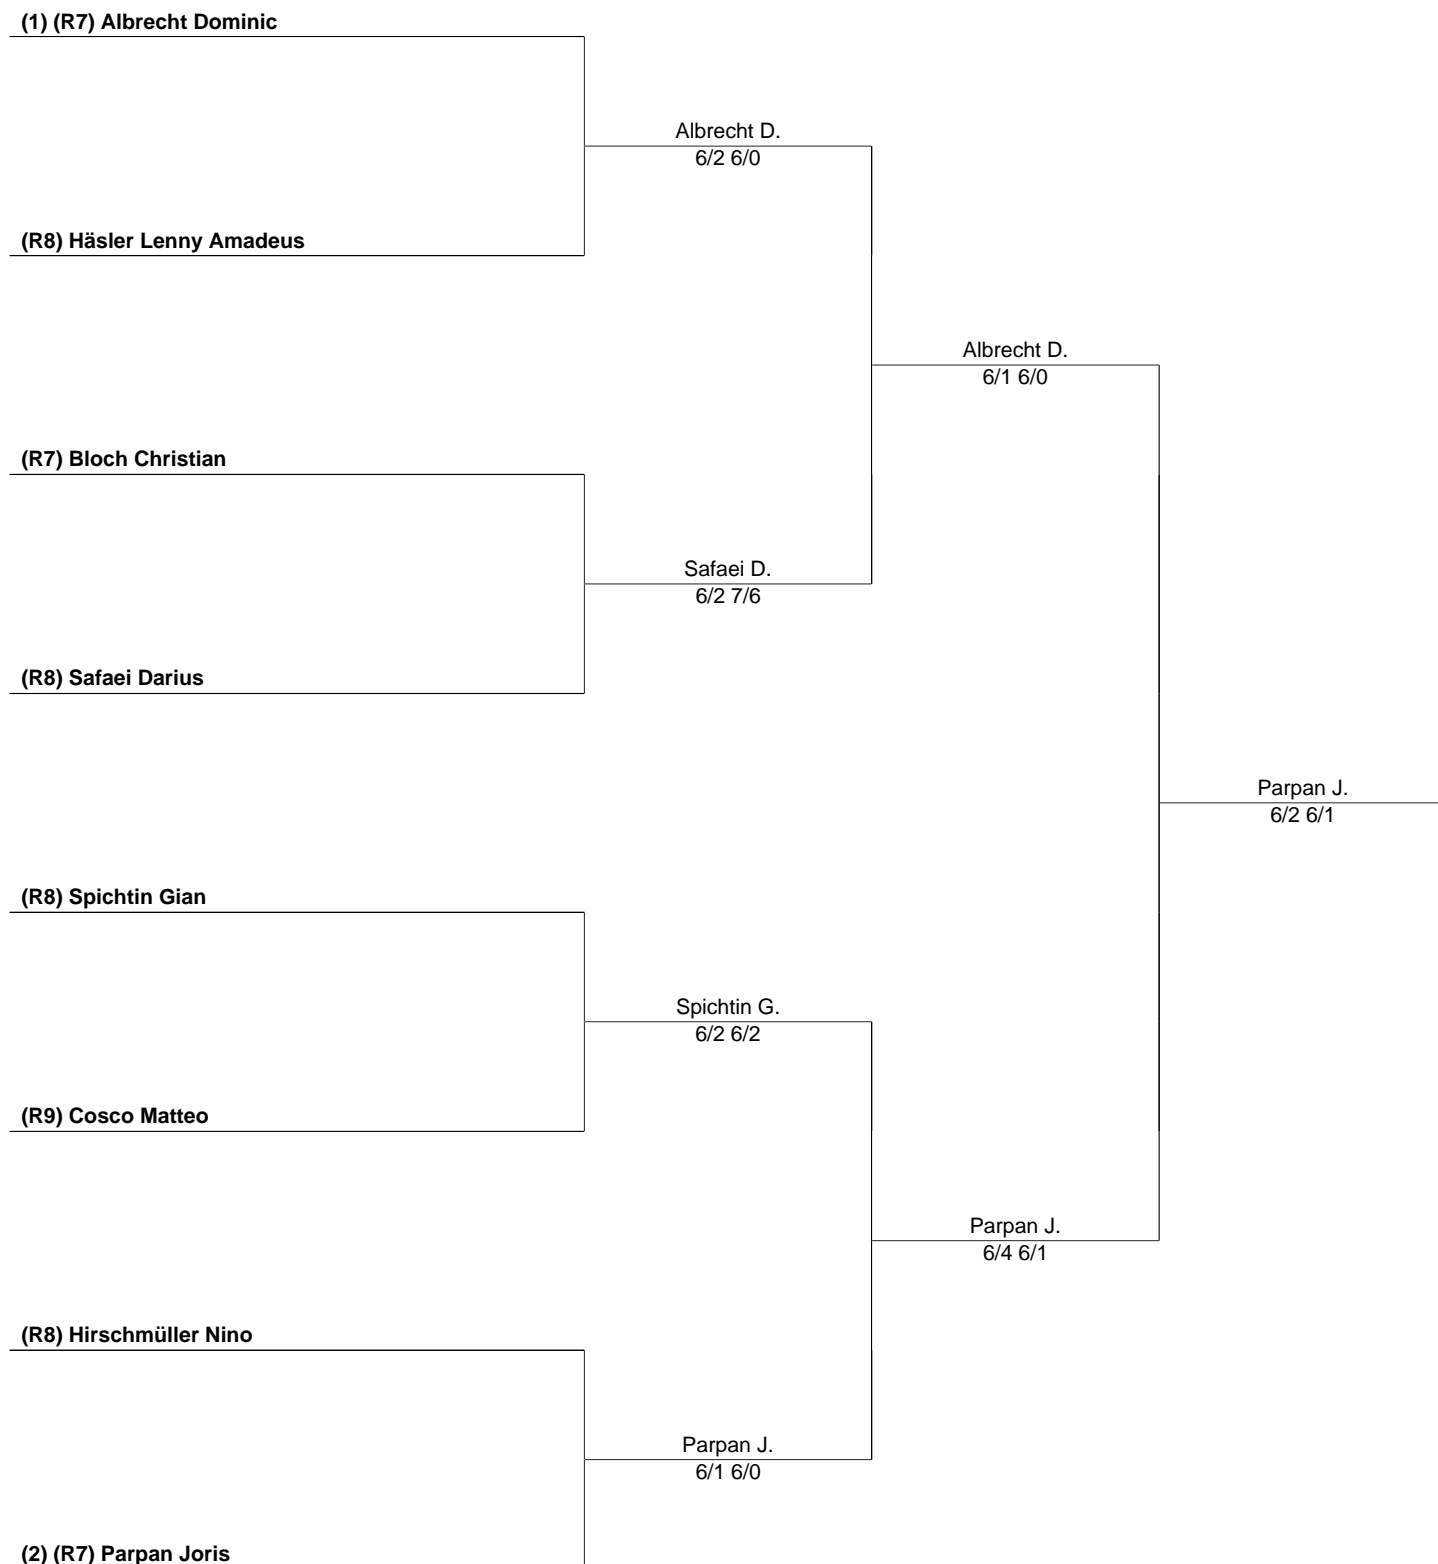 (1) (R7) Albrecht Dominic
Albrecht D.
6/2 6/0
(R8) Häsler Lenny Amadeus
Albrecht D.
6/1 6/0
(R7) Bloch Christian
Safaei D.
6/2 7/6
(R8) Safaei Darius
Parpan J.
6/2 6/1
(R8) Spichtin Gian
Spichtin G.
6/2 6/2
(R9) Cosco Matteo
Parpan J.
6/4 6/1
(R8) Hirschmüller Nino
Parpan J.
6/1 6/0
(2) (R7) Parpan Joris